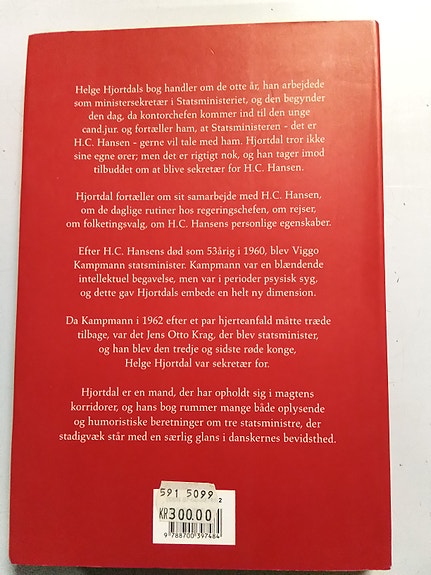 Helge Hjortdals bog handler om de otte år, han arbejdede
som ministersekretær i Statsministeriet, og den begynder
den dag, da kontorchefen kommer ind til den unge
cand.jur. og fortæller ham, at Statsministeren - det er
H.C. Hansen - gerne vil tale med ham. Hjortdal tror ikke
sine egne ører; men det er rigtigt nok, og han tager imod
tilbuddet om at blive sekretær for H.C. Hansen.
Hjortdal fortæller om sit samarbejde med H.C. Hansen,
om de daglige rutiner hos regeringschefen, om rejser,
om folketingsvalg, om H.C. Hansens personlige egenskaber.
Efter H.C. Hansens død som 53årig i 1960, blev Viggo
Kampmann statsminister. Kampmann var en blændende
intellektuel begavelse, men var i perioder psysisk syg,
og dette gav Hjortdals embede en helt ny dimension.
Da Kampmann i 1962 efter et par hjerteanfald måtte træde
tilbage, var det Jens Otto Krag, der blev statsminister,
og han blev den tredje og sidste røde konge,
Helge Hjortdal var sekretær for.
Hjortdal er en mand, der har opholdt sig i magtens
korridorer, og hans bog rummer mange både oplysende
og humoristiske beretninger om tre statsministre, der
stadigvæk står med en særlig glans i danskernes bevidsthed.
591 5099 2
KR 300.00
9 788700 397484